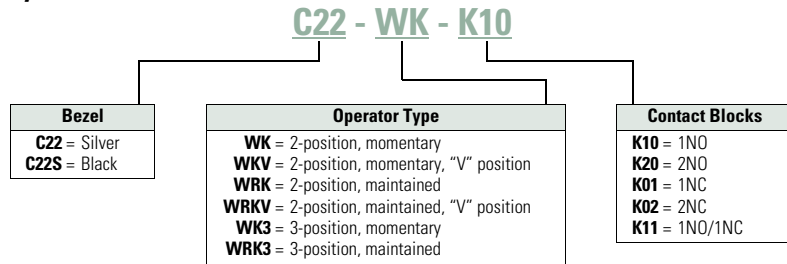 C22 - WK - K10
Bezel
C22 = Silver
C22S = Black
Operator Type
WK = 2-position, momentary
WKV = 2-position, momentary, “V” position
WRK = 2-position, maintained
WRKV = 2-position, maintained, “V” position
WK3 = 3-position, momentary
WRK3 = 3-position, maintained
Contact Blocks
K10 = 1NO
K20 = 2NO
K01 = 1NC
K02 = 2NC
K11 = 1NO/1NC